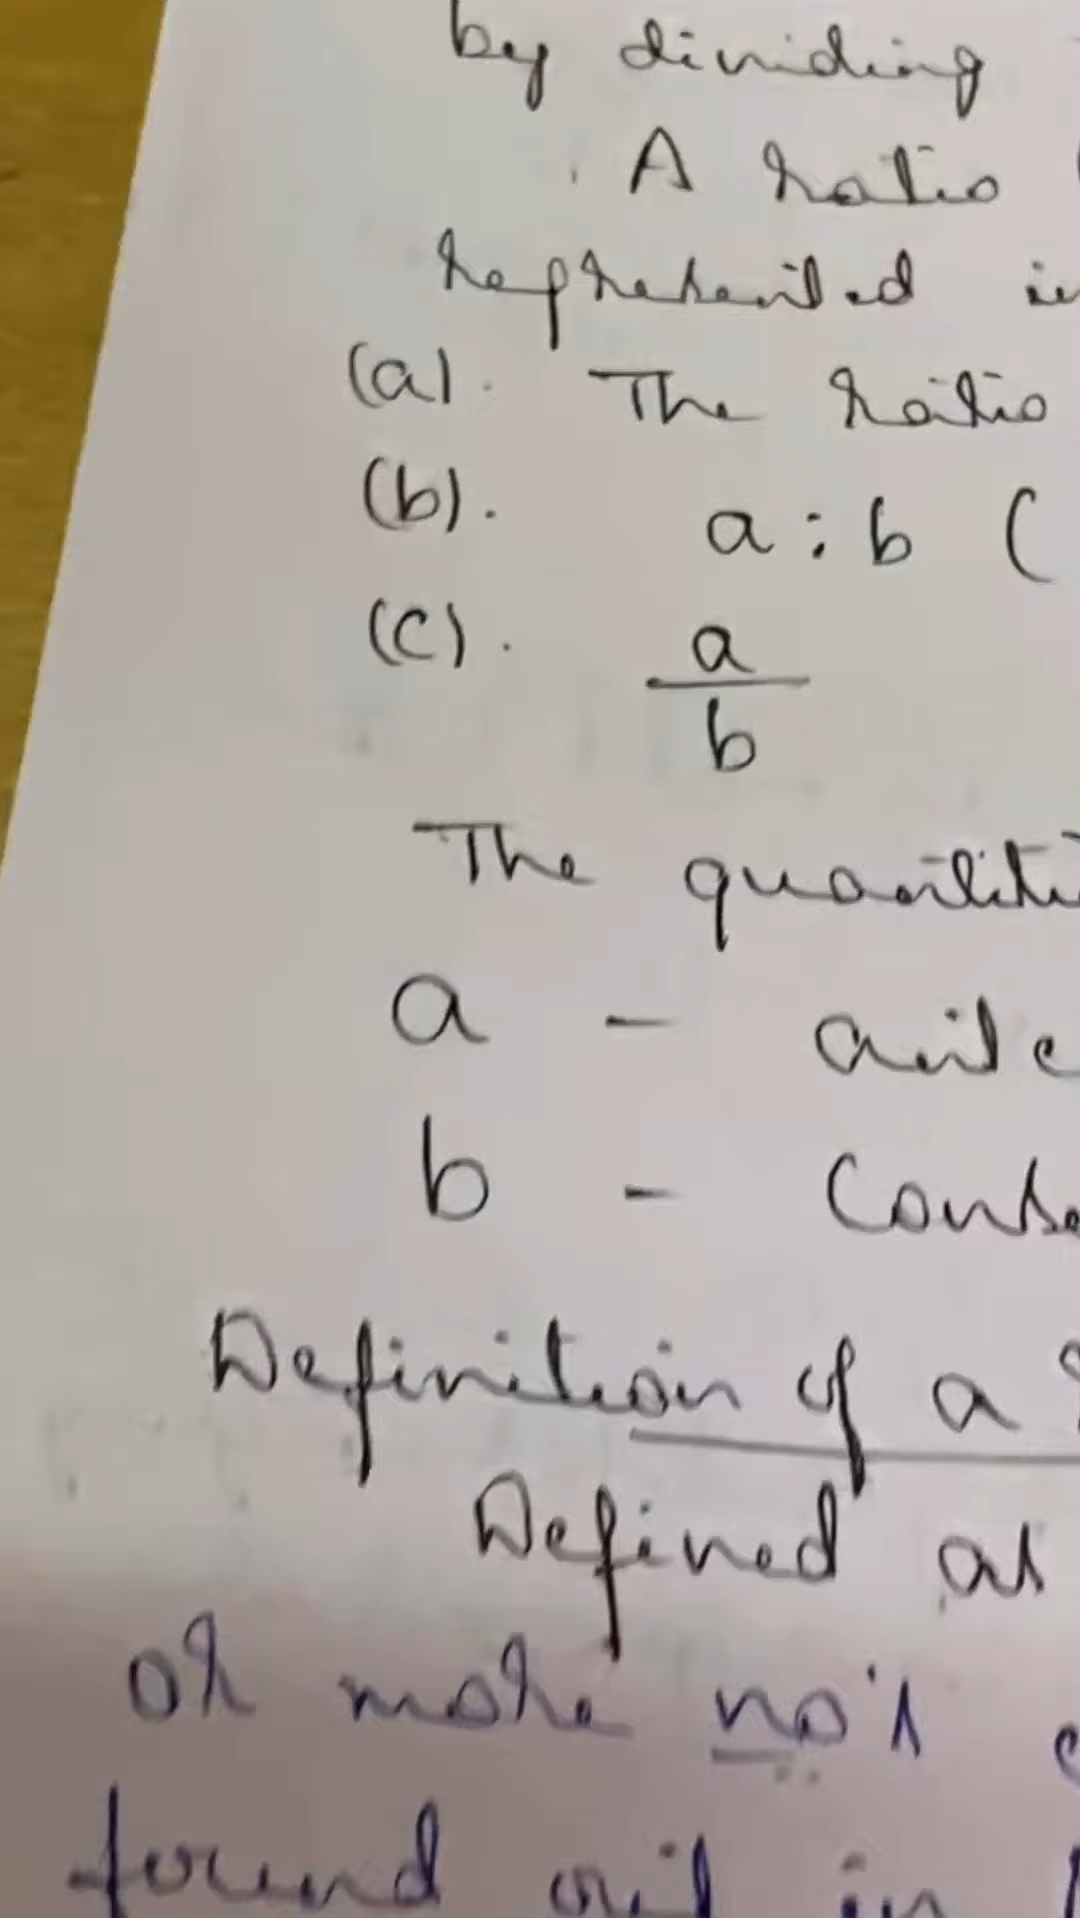 by dividing
A ratio
represented in
(a). The ratio
(b). a : b (
(c). a
b
The quantiti
a - ante
b - Conse
Definition of a
Defined as
or more no's
found out in